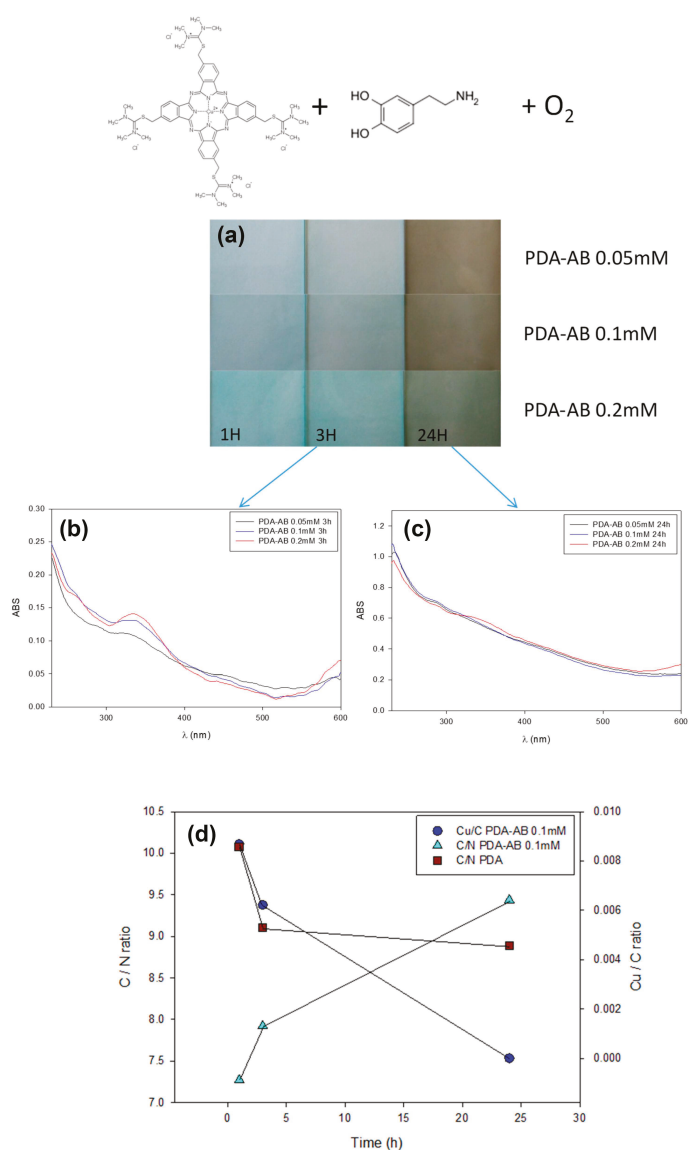 + HO HO NH2 + O2
(a)
PDA-AB 0.05mM
PDA-AB 0.1mM
PDA-AB 0.2mM
1H 3H 24H
(b)
PDA-AB 0.05mM 3h
PDA-AB 0.1mM 3h
PDA-AB 0.2mM 3h
0.30
0.25
0.20
0.15
0.10
0.05
0.00
ABS
300 400 500 600
λ (nm)
(c)
PDA-AB 0.05mM 24h
PDA-AB 0.1mM 24h
PDA-AB 0.2mM 24h
1.2
1.0
0.8
0.6
0.4
0.2
0.0
ABS
300 400 500 600
λ (nm)
(d)
Cu/C PDA-AB 0.1mM
C/N PDA-AB 0.1mM
C/N PDA
10.5
10.0
9.5
9.0
8.5
8.0
7.5
7.0
C / N ratio
0.010
0.008
0.006
0.004
0.002
0.000
Cu / C ratio
0 5 10 15 20 25 30
Time (h)